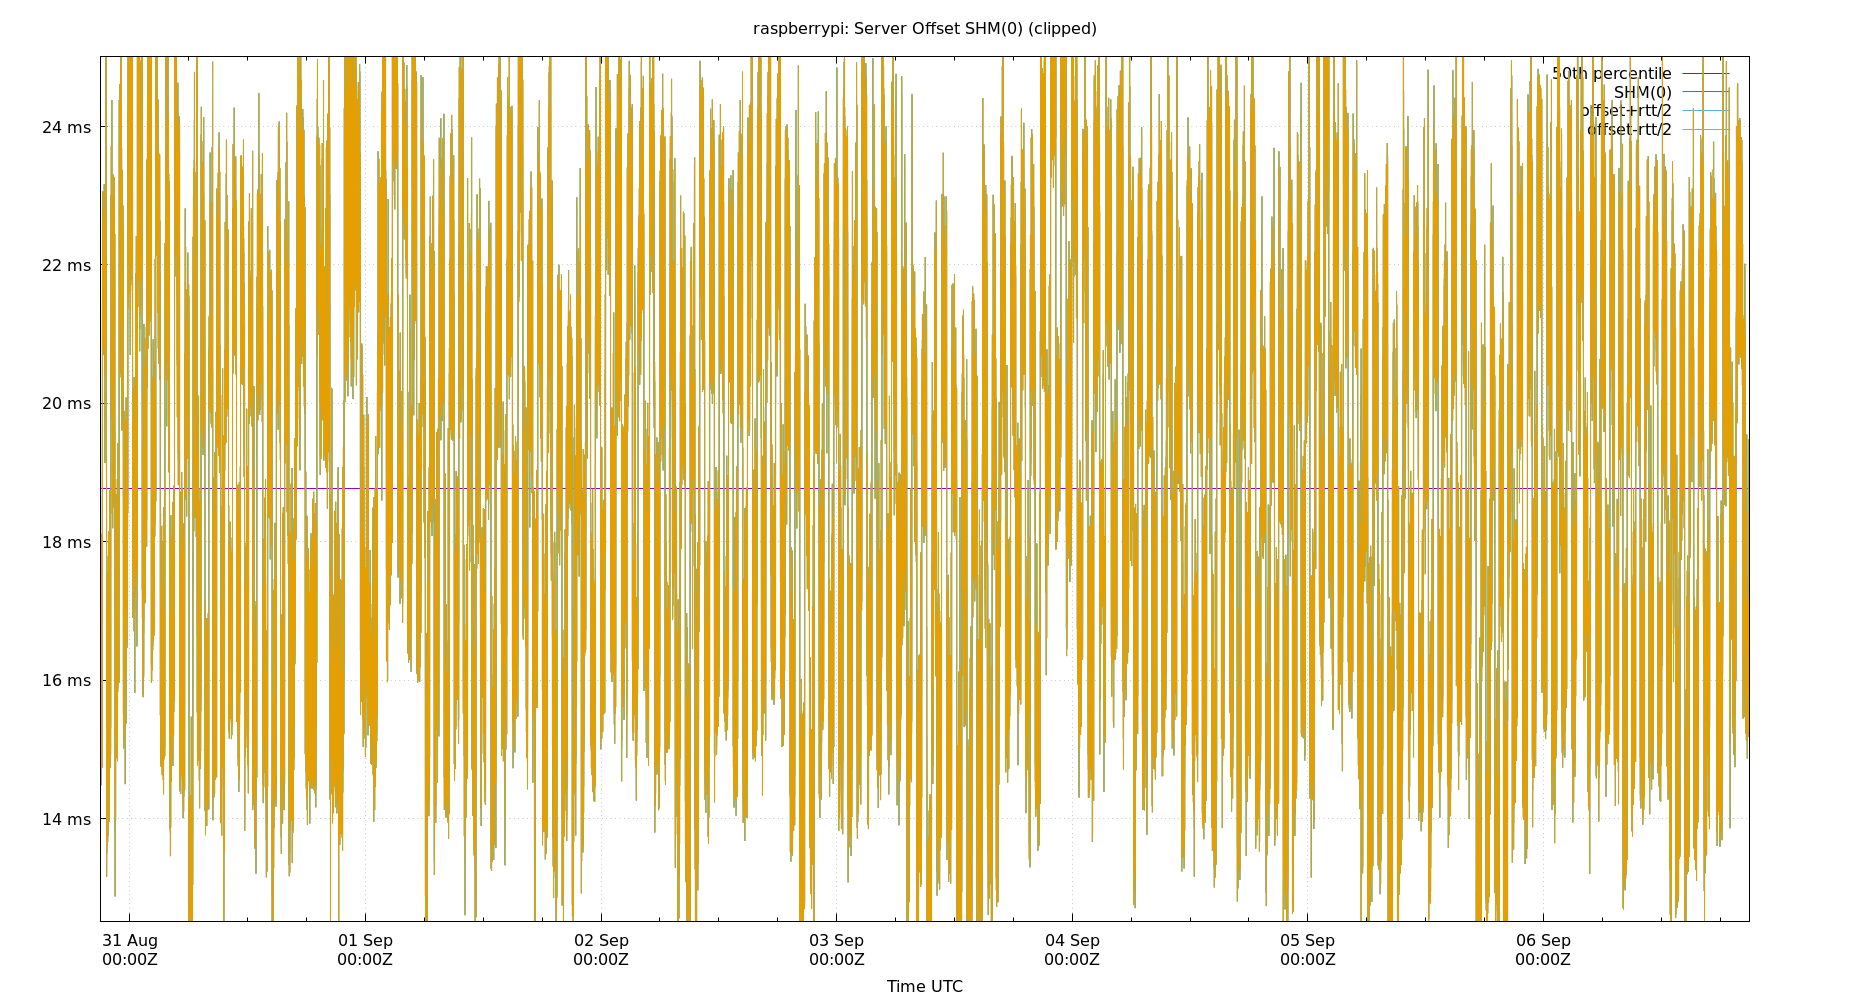 raspberrypi: Server Offset SHM(0) (clipped)
50th percentile
SHM(0)
offset+rtt/2
offset-rtt/2
24 ms
22 ms
20 ms
18 ms
16 ms
14 ms
31 Aug 01 Sep 02 Sep 03 Sep 04 Sep 05 Sep 06 Sep
00:00Z 00:00Z 00:00Z 00:00Z 00:00Z 00:00Z 00:00Z
Time UTC